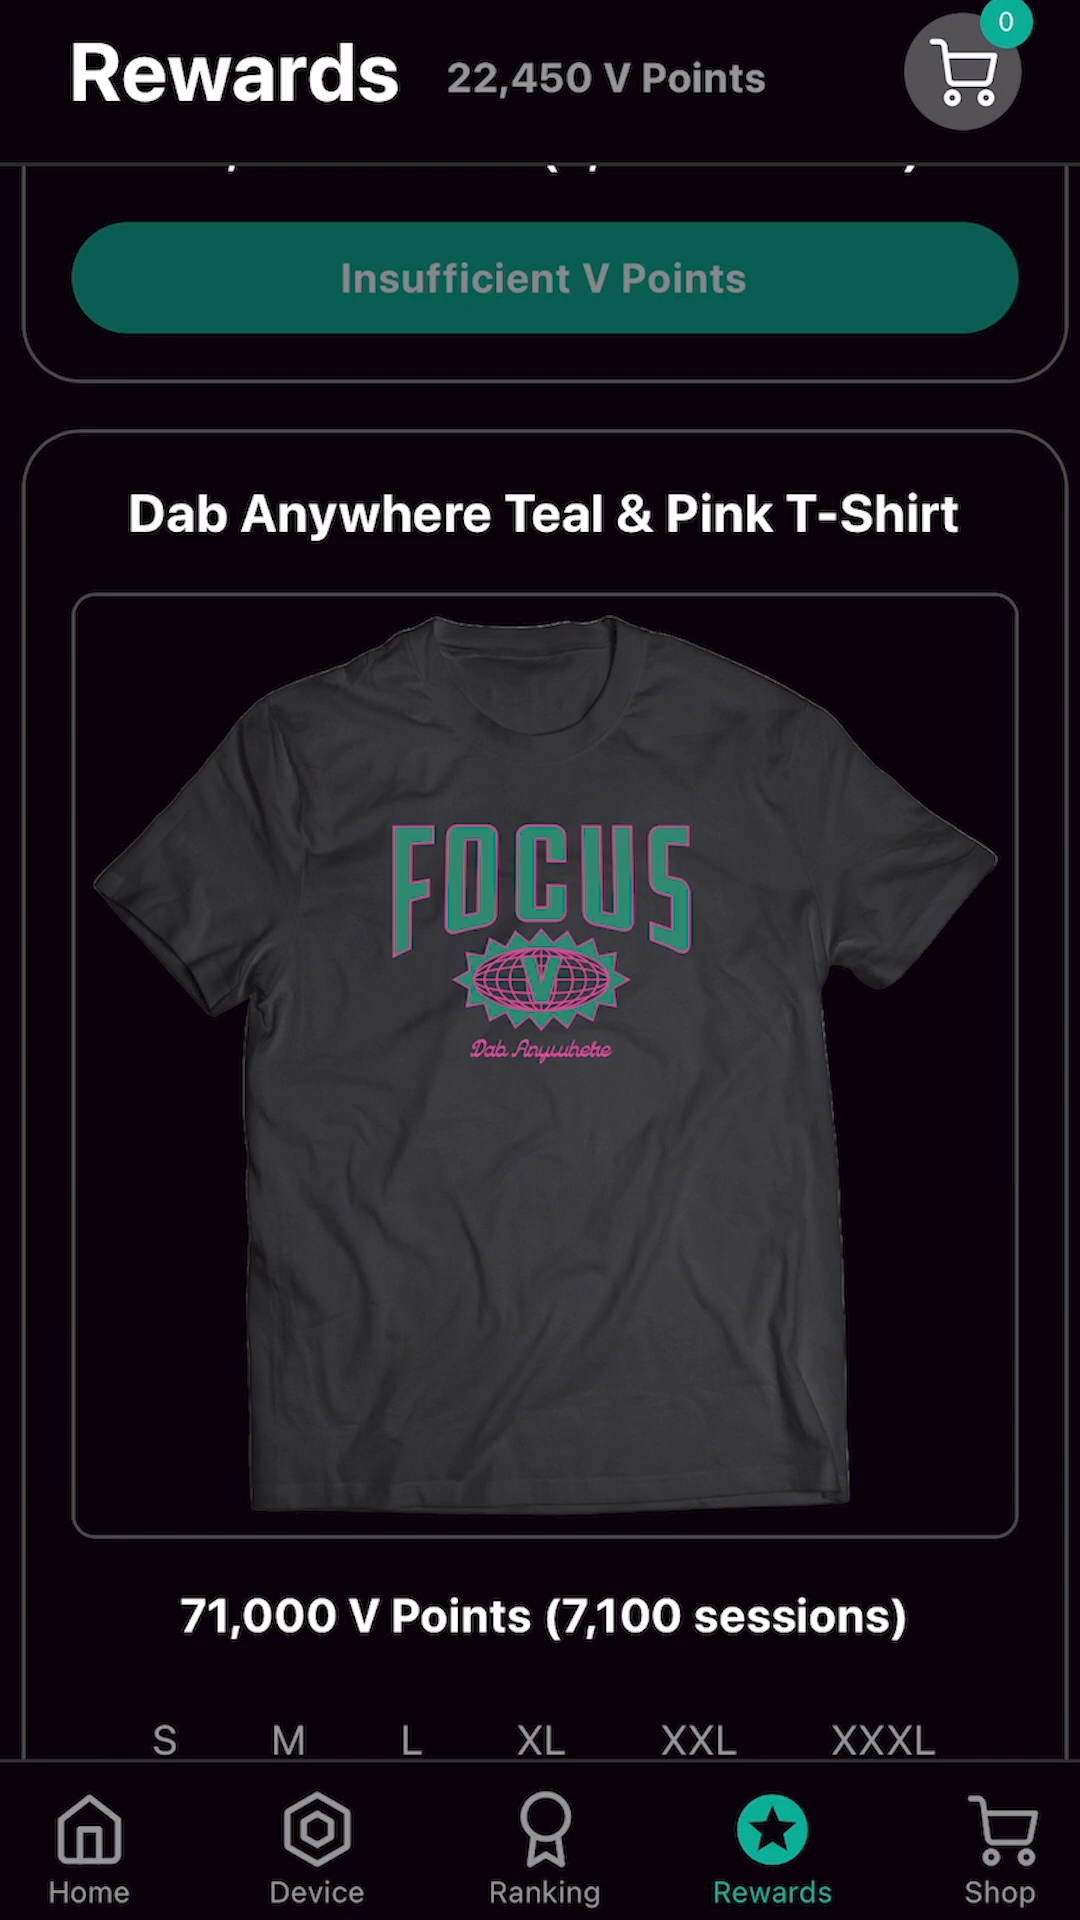 Rewards
22,450 V Points
0
Insufficient V Points
Dab Anywhere Teal & Pink T-Shirt
FOCUS
V
Dab Anywhere
71,000 V Points (7,100 sessions)
S M L XL XXL XXXL
Home Device Ranking Rewards Shop